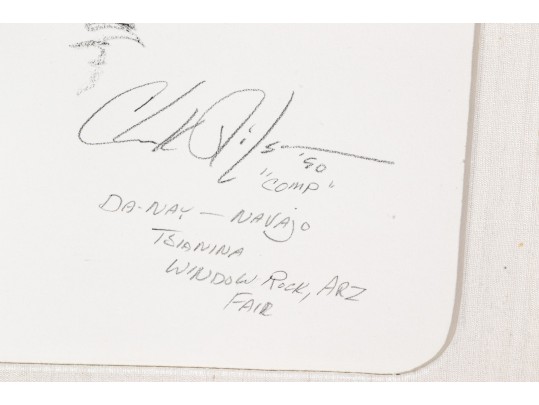 '90
"COMP"
DA-NAY — NAVAJO
TSIANINA
WINDOW ROCK, ARZ
FAIR